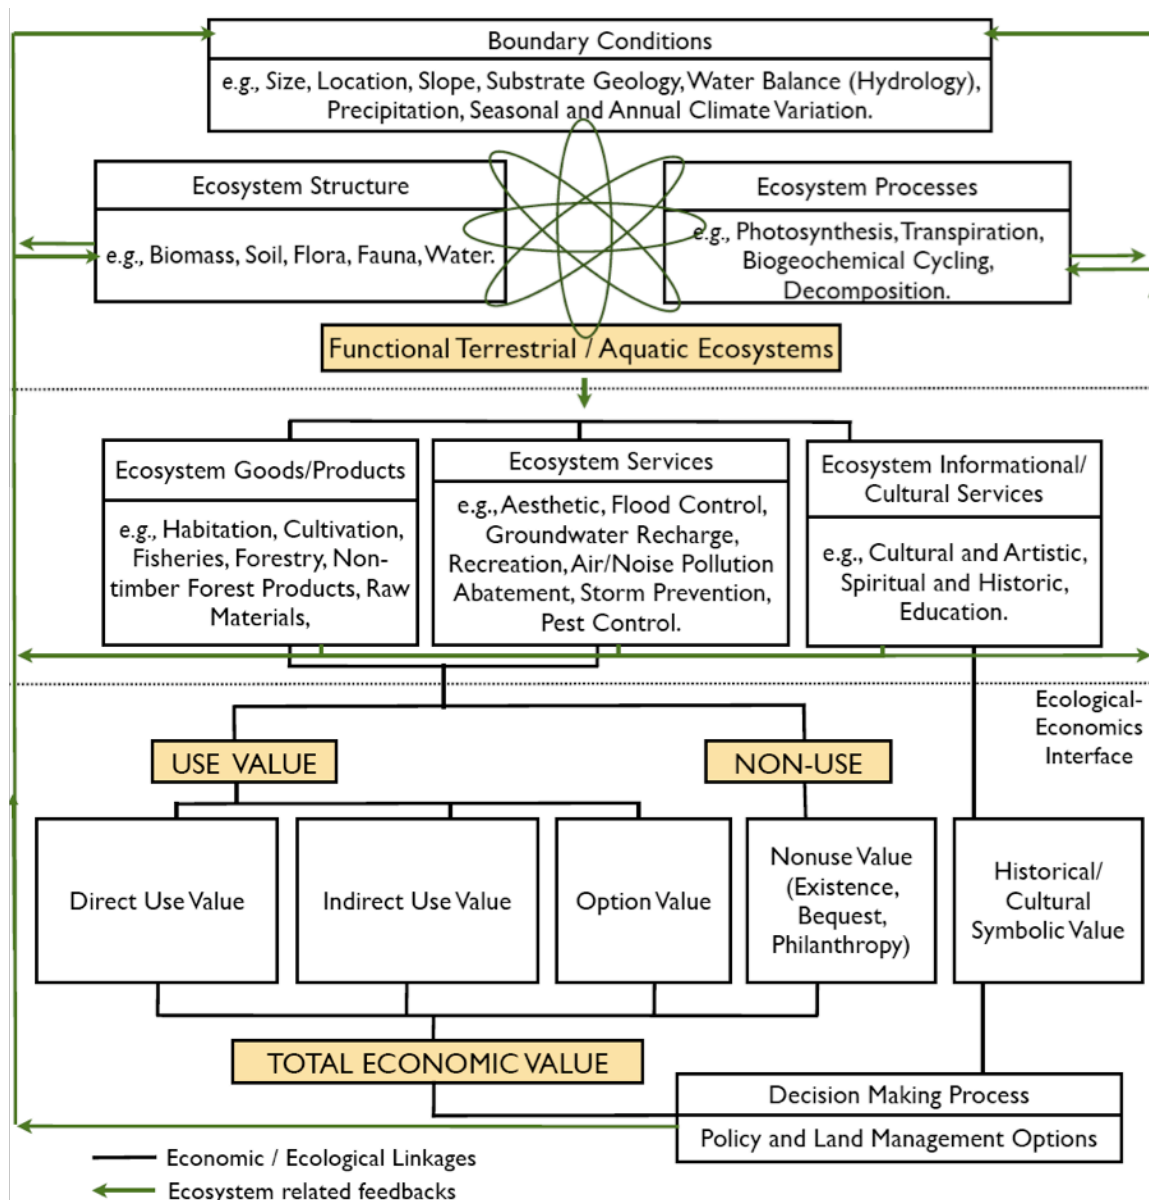 Boundary Conditions
e.g., Size, Location, Slope, Substrate Geology, Water Balance (Hydrology),
Precipitation, Seasonal and Annual Climate Variation.
Ecosystem Structure
e.g., Biomass, Soil, Flora, Fauna, Water.
Ecosystem Processes
e.g., Photosynthesis, Transpiration,
Biogeochemical Cycling,
Decomposition.
Functional Terrestrial / Aquatic Ecosystems
Ecosystem Goods/Products
e.g., Habitation, Cultivation,
Fisheries, Forestry, Non-
timber Forest Products, Raw
Materials,
Ecosystem Services
e.g., Aesthetic, Flood Control,
Groundwater Recharge,
Recreation, Air/Noise Pollution
Abatement, Storm Prevention,
Pest Control.
Ecosystem Informational/
Cultural Services
e.g., Cultural and Artistic,
Spiritual and Historic,
Education.
Ecological-
Economics
Interface
USE VALUE
NON-USE
Direct Use Value
Indirect Use Value
Option Value
Nonuse Value
(Existence,
Bequest,
Philanthropy)
Historical/
Cultural
Symbolic Value
TOTAL ECONOMIC VALUE
Decision Making Process
Policy and Land Management Options
Economic / Ecological Linkages
Ecosystem related feedbacks